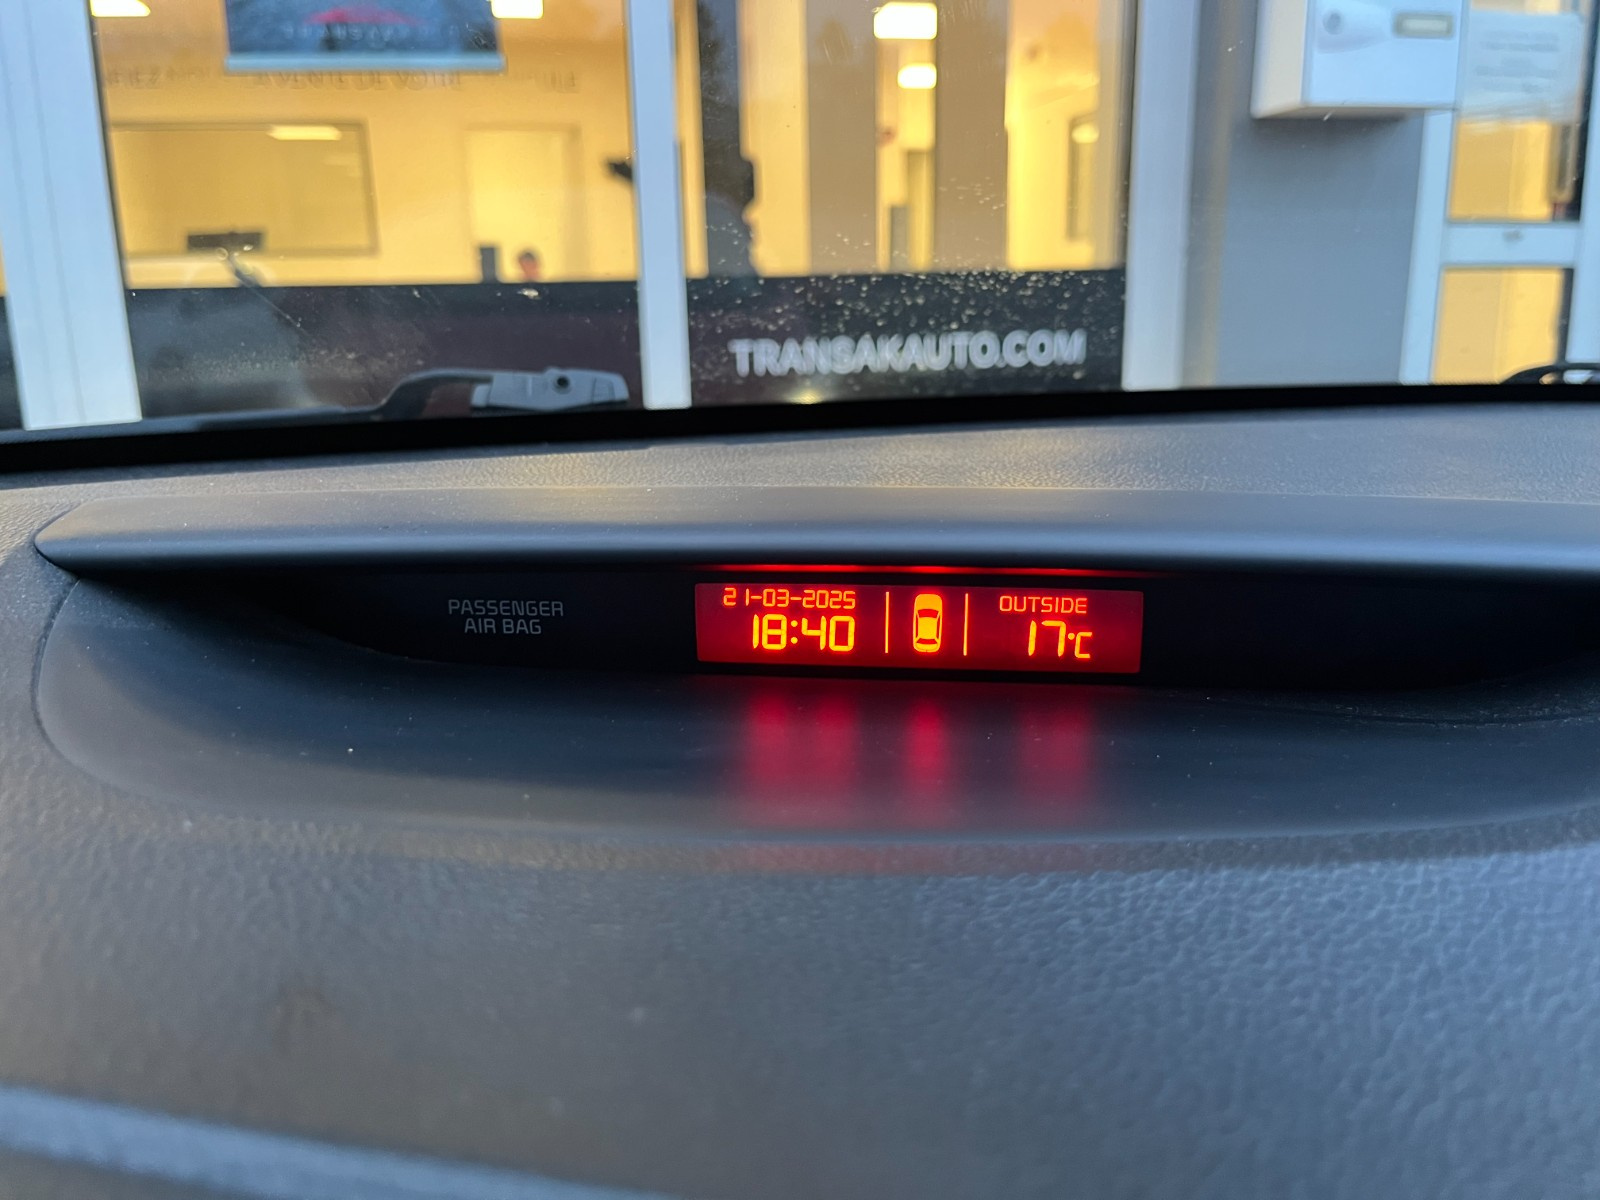 TRANSAKAUTO.COM
PASSENGER
AIR BAG
21-03-2025
18:40
OUTSIDE
17°C